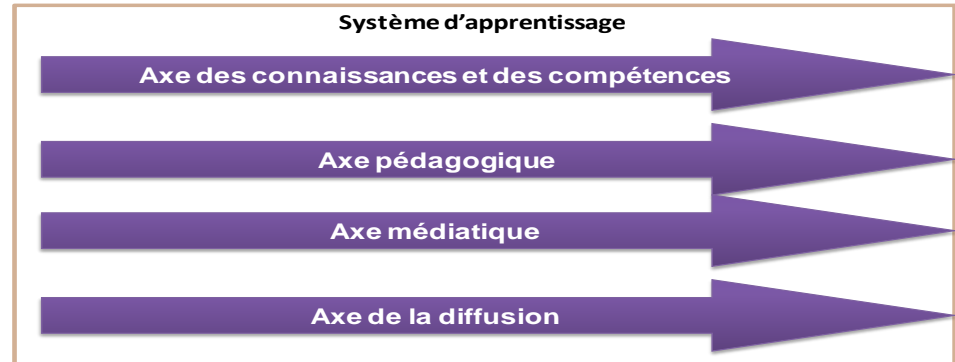 Système d'apprentissage
Axe des connaissances et des compétences
Axe pédagogique
Axe médiatique
Axe de la diffusion